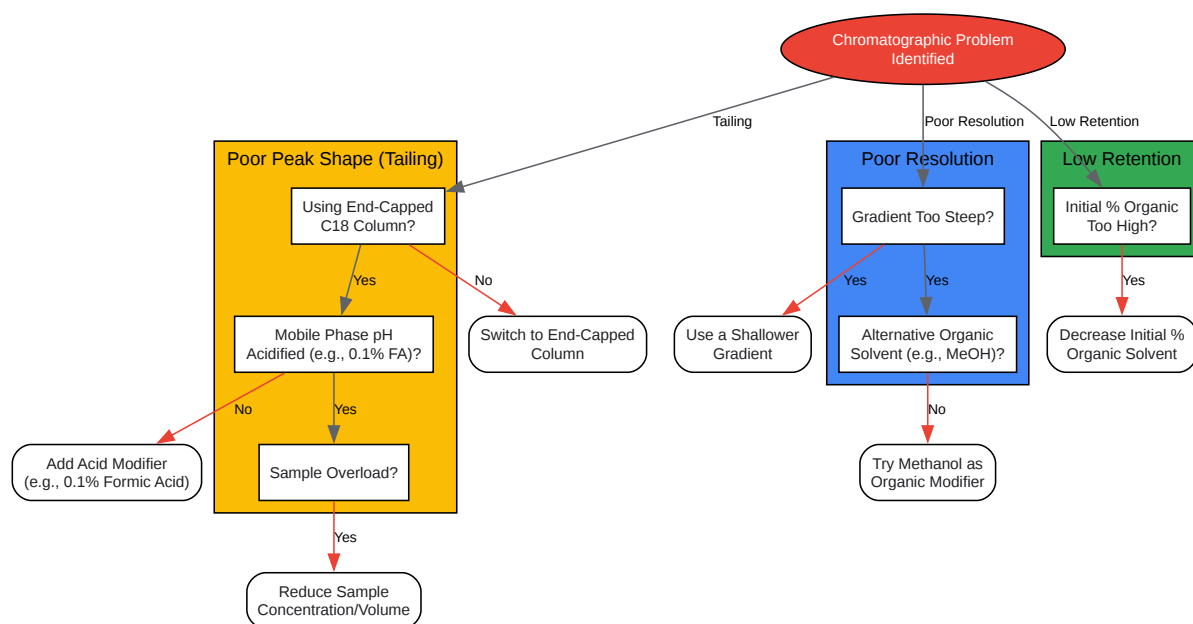 Chromatographic Problem
Identified
Tailing
Poor Resolution
Low Retention
Poor Peak Shape (Tailing)
Poor Resolution
Low Retention
Using End-Capped
C18 Column?
Gradient Too Steep?
Initial % Organic
Too High?
Yes
No
Yes
Yes
Yes
Mobile Phase pH
Acidified (e.g., 0.1% FA)?
Switch to End-Capped
Column
Use a Shallower
Gradient
Alternative Organic
Solvent (e.g., MeOH)?
Decrease Initial %
Organic Solvent
No
Yes
No
Add Acid Modifier
(e.g., 0.1% Formic Acid)
Sample Overload?
Try Methanol as
Organic Modifier
Yes
Reduce Sample
Concentration/Volume